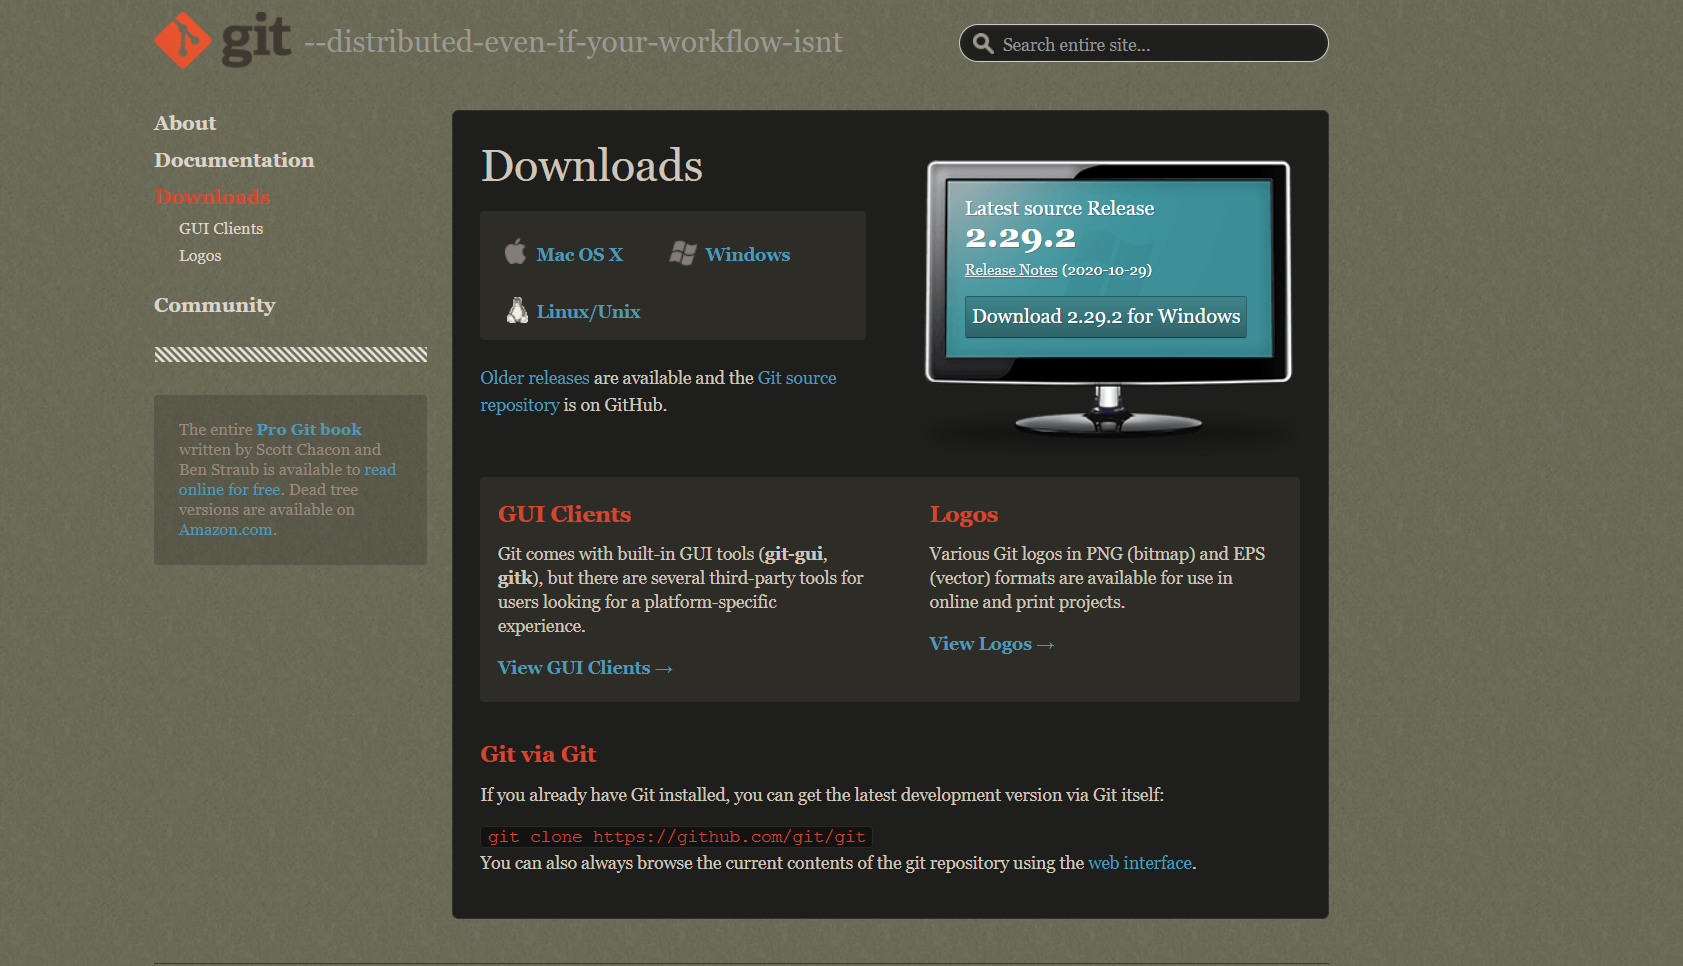 git --distributed-even-if-your-workflow-isnt
Search entire site...
About
Documentation
Downloads
GUI Clients
Logos
Community
The entire Pro Git book
written by Scott Chacon and
Ben Straub is available to read
online for free. Dead tree
versions are available on
Amazon.com.
Downloads
Mac OS X
Windows
Linux/Unix
Older releases are available and the Git source
repository is on GitHub.
Latest source Release
2.29.2
Release Notes (2020-10-29)
Download 2.29.2 for Windows
GUI Clients
Git comes with built-in GUI tools (git-gui,
gitk), but there are several third-party tools for
users looking for a platform-specific
experience.
View GUI Clients →
Logos
Various Git logos in PNG (bitmap) and EPS
(vector) formats are available for use in
online and print projects.
View Logos →
Git via Git
If you already have Git installed, you can get the latest development version via Git itself:
git clone https://github.com/git/git
You can also always browse the current contents of the git repository using the web interface.